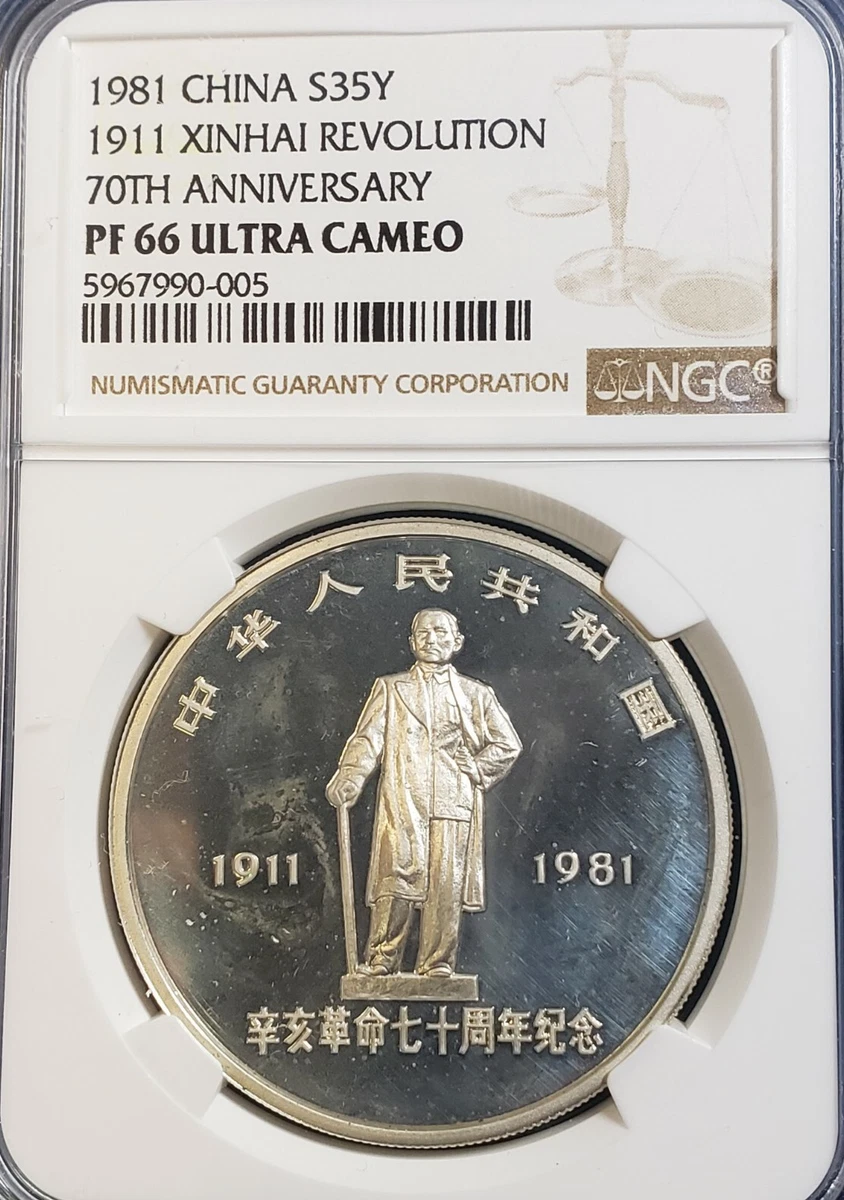 1981 CHINA S35Y
1911 XINHAI REVOLUTION
70TH ANNIVERSARY
PF 66 ULTRA CAMEO
5967990-005
NUMISMATIC GUARANTY CORPORATION
NGC®
中华人民共和国
1911 1981
辛亥革命七十周年纪念